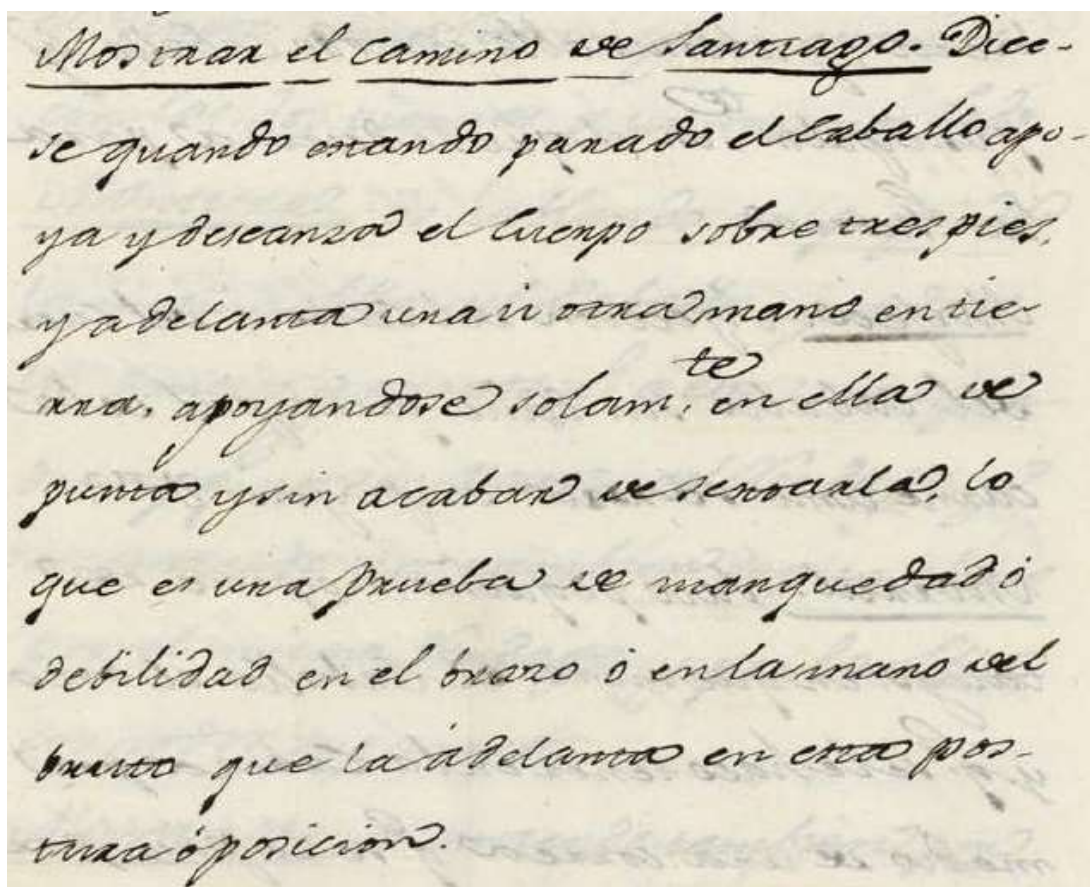 Mostrar el camino de Santiago. Dice-
se quando estando parado el Caballo apo-
ya y descansa el Cuerpo sobre tres pies,
y adelanta una ú otra mano en tie-
rra, apoyandose solam.te en ella de
punta y sin acabar de sentarla, lo
que es una prueba de manquedad ó
debilidad en el brazo ó en la mano del
bruto que la adelanta en esta pos-
tura ó posicion.